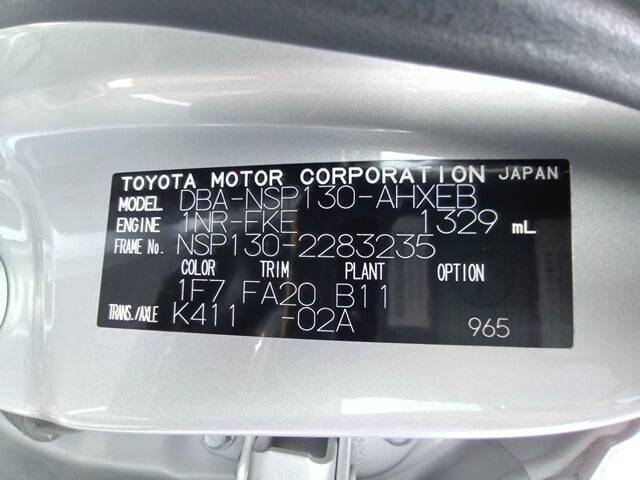 TOYOTA MOTOR CORPORATION JAPAN
MODEL DBA-NSP130-AHXEB
ENGINE 1NR-FKE 1329 mL
FRAME No. NSP130-2283235
COLOR TRIM PLANT OPTION
1F7 FA20 B11
TRANS./AXLE K411 -02A 965